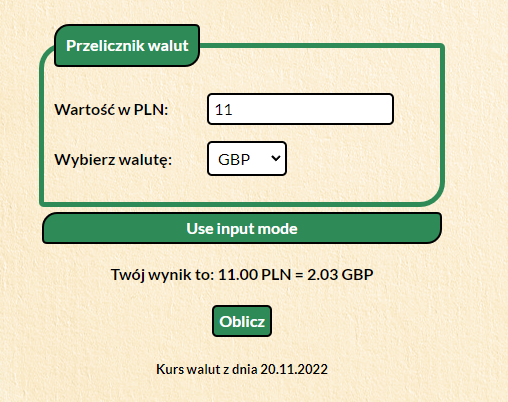 Przelicznik walut
Wartość w PLN: 11
Wybierz walutę: GBP
Use input mode
Twój wynik to: 11.00 PLN = 2.03 GBP
Oblicz
Kurs walut z dnia 20.11.2022